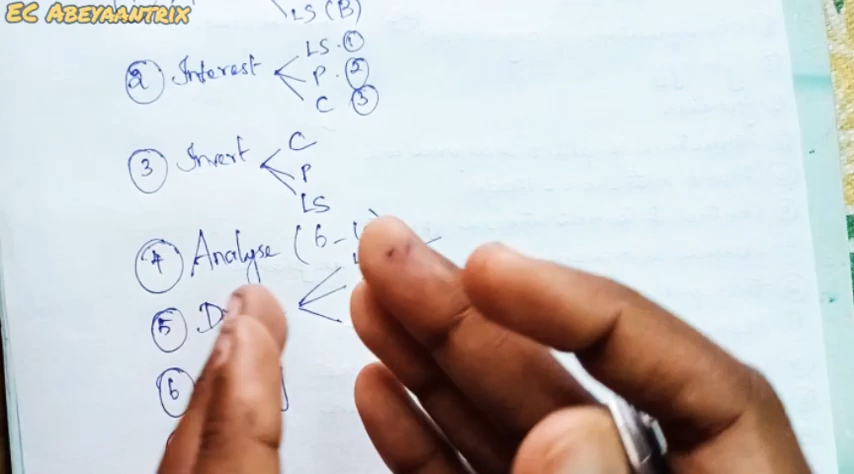 EC ABEYAANTRIX
LS (B)
2 Interest
LS. 1
P. 2
C 3
3 Invert
C
P
LS
4 Analyse (6-
5 D
6